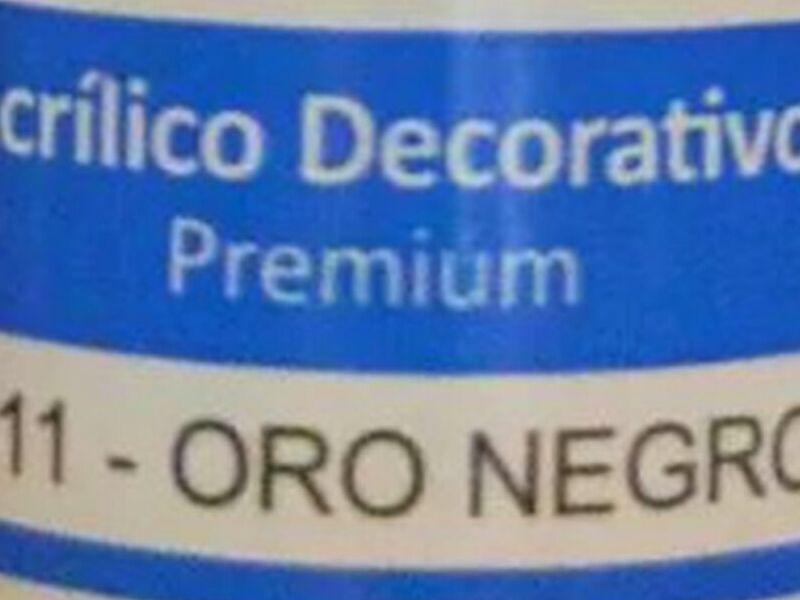 crílico Decorativo
Premium
11 - ORO NEGRO